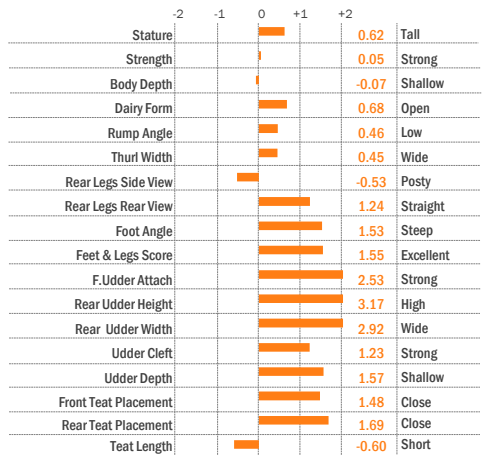 -2 -1 0 +1 +2
Stature 0.62 Tall
Strength 0.05 Strong
Body Depth -0.07 Shallow
Dairy Form 0.68 Open
Rump Angle 0.46 Low
Thurl Width 0.45 Wide
Rear Legs Side View -0.53 Posty
Rear Legs Rear View 1.24 Straight
Foot Angle 1.53 Steep
Feet & Legs Score 1.55 Excellent
F.Udder Attach 2.53 Strong
Rear Udder Height 3.17 High
Rear Udder Width 2.92 Wide
Udder Cleft 1.23 Strong
Udder Depth 1.57 Shallow
Front Teat Placement 1.48 Close
Rear Teat Placement 1.69 Close
Teat Length -0.60 Short